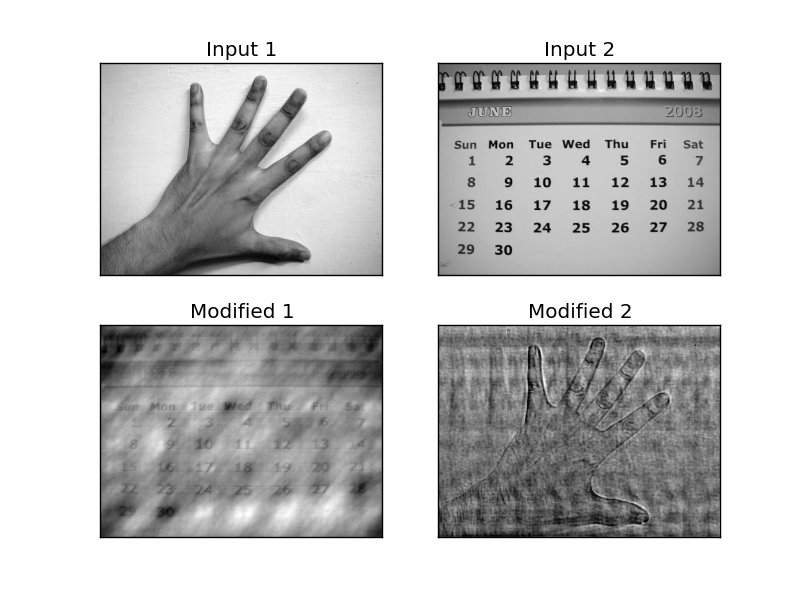 Input 1
Input 2
JUNE 2008
Sun Mon Tue Wed Thu Fri Sat
1 2 3 4 5 6 7
8 9 10 11 12 13 14
15 16 17 18 19 20 21
22 23 24 25 26 27 28
29 30
Modified 1
Modified 2
Sun Mon Tue Wed Thu Fri Sat
2 3 4 5 6 7
8 9 10 11 12 13 14
15 16 17 18 19 20 21
22 23 24 25 26 27 28
29 30